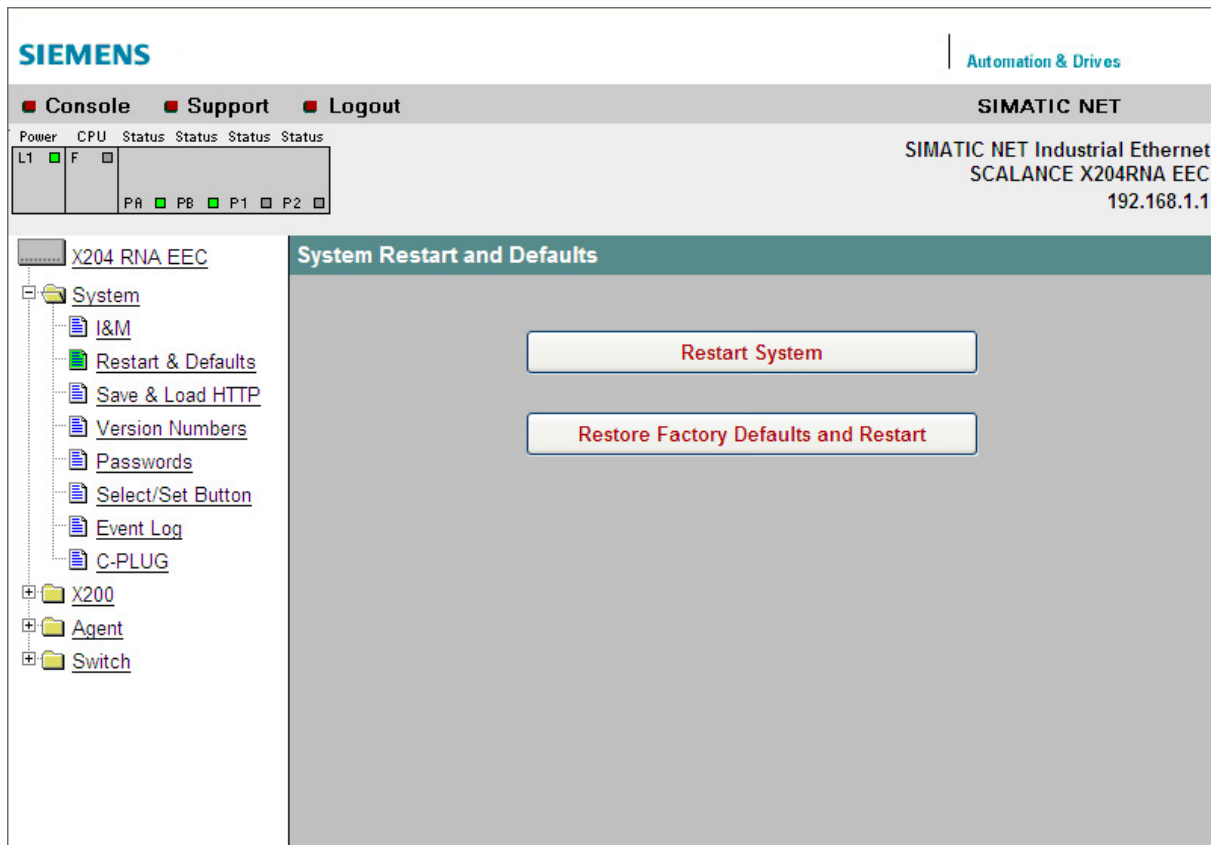 SIEMENS
Automation & Drives
Console Support Logout SIMATIC NET
Power CPU Status Status Status Status
L1 F
PA PB P1 P2
SIMATIC NET Industrial Ethernet
SCALANCE X204RNA EEC
192.168.1.1
X204 RNA EEC
System
I&M
Restart & Defaults
Save & Load HTTP
Version Numbers
Passwords
Select/Set Button
Event Log
C-PLUG
X200
Agent
Switch
System Restart and Defaults
Restart System
Restore Factory Defaults and Restart